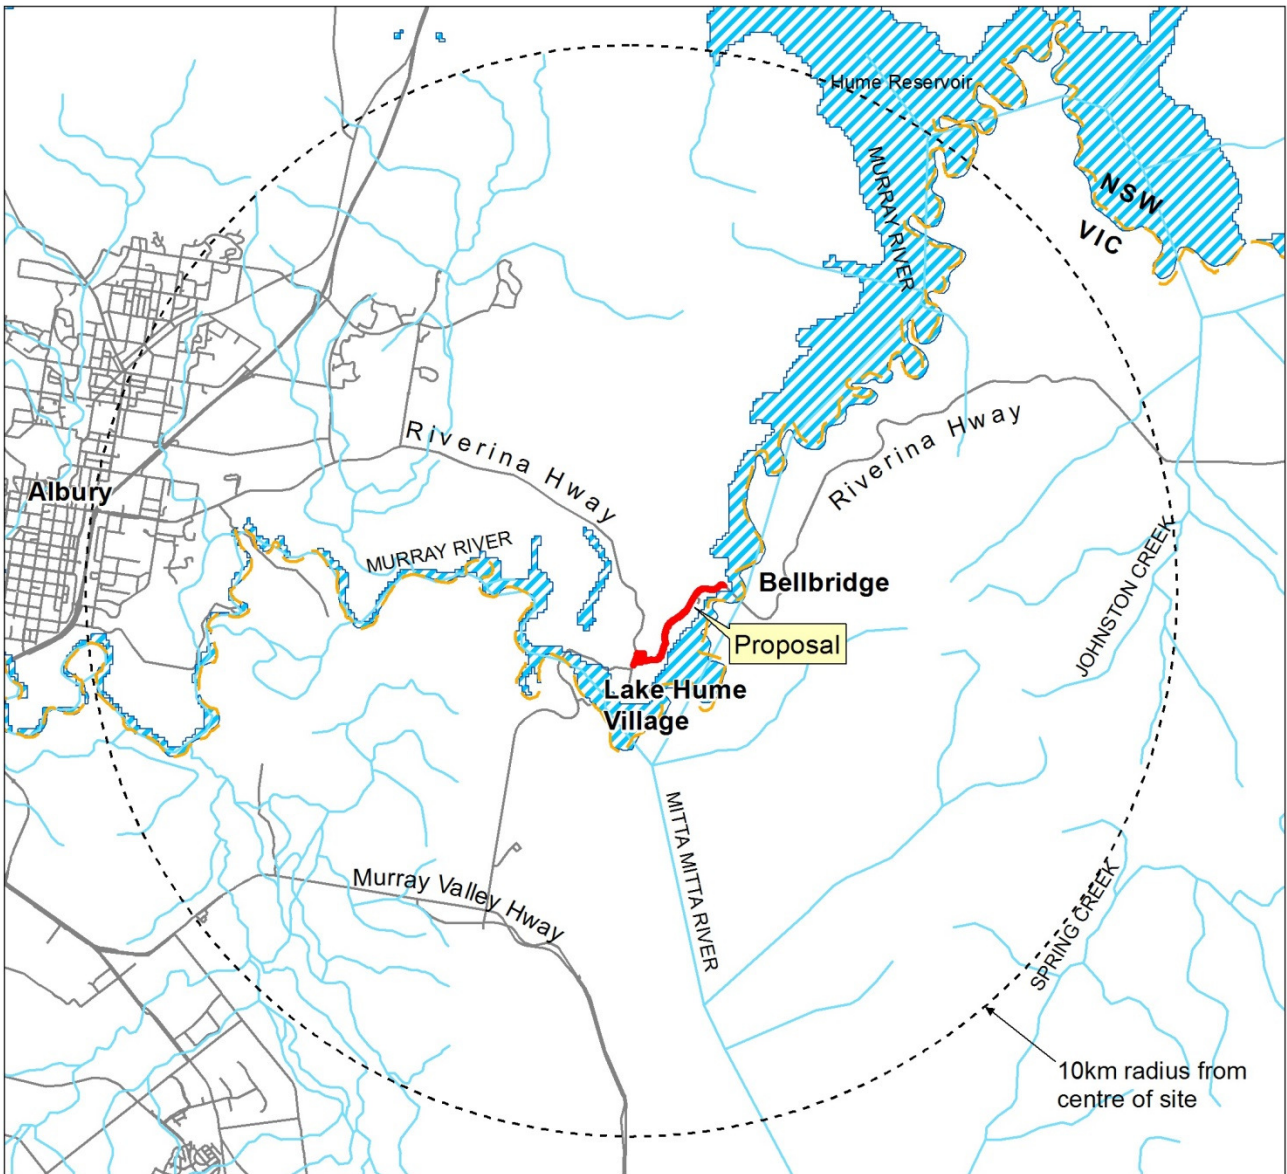 Hume Reservoir
MURRAY RIVER
NSW
VIC
Riverina Hway
Riverina Hway
Albury
MURRAY RIVER
Bellbridge
Proposal
JOHNSTON CREEK
Lake Hume
Village
MITTA MITTA RIVER
Murray Valley Hway
SPRING CREEK
10km radius from
centre of site